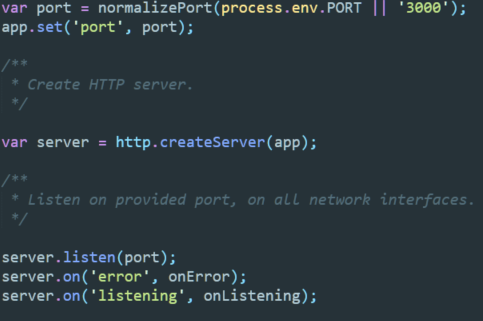 var port = normalizePort(process.env.PORT || '3000');
app.set('port', port);
/**
 * Create HTTP server.
 */
var server = http.createServer(app);
/**
 * Listen on provided port, on all network interfaces.
 */
server.listen(port);
server.on('error', onError);
server.on('listening', onListening);